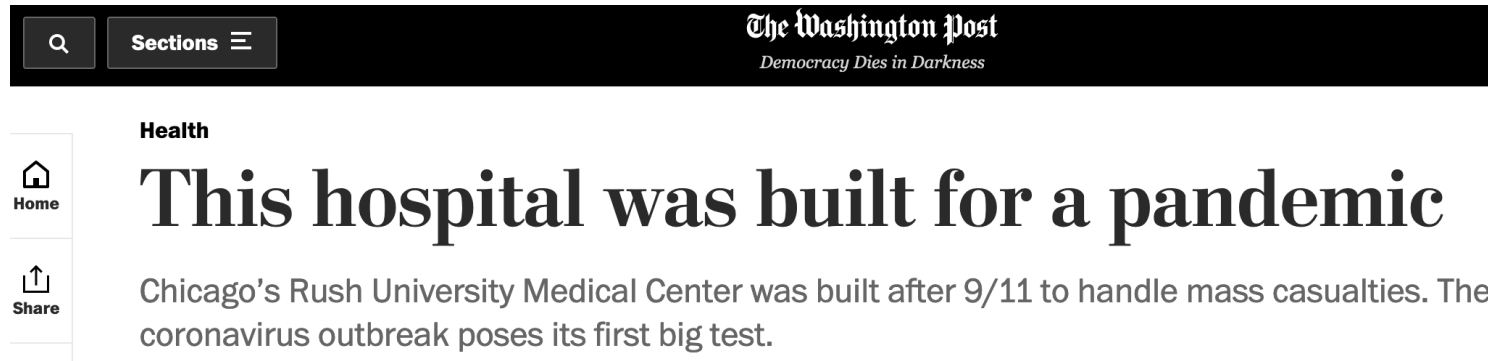 Sections
The Washington Post
Democracy Dies in Darkness
Health
This hospital was built for a pandemic
Home
Chicago's Rush University Medical Center was built after 9/11 to handle mass casualties. The
coronavirus outbreak poses its first big test.
Share